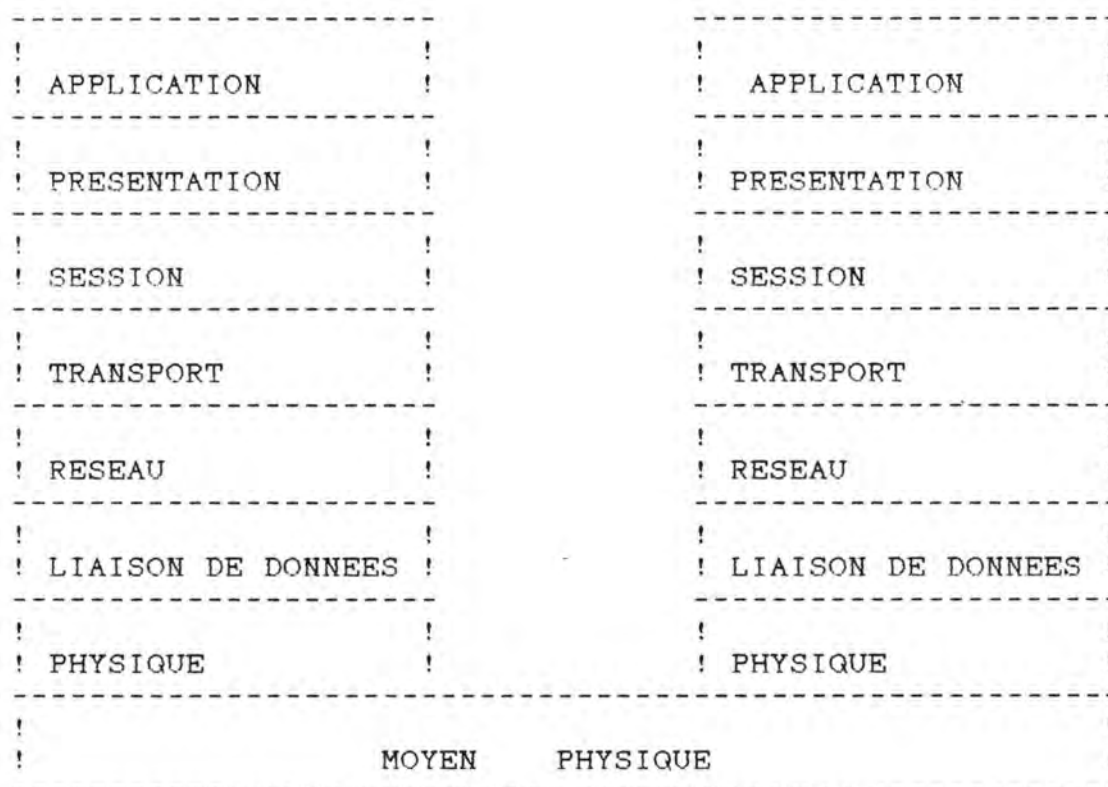 APPLICATION APPLICATION
PRESENTATION PRESENTATION
SESSION SESSION
TRANSPORT TRANSPORT
RESEAU RESEAU
LIAISON DE DONNEES LIAISON DE DONNEES
PHYSIQUE PHYSIQUE
MOYEN PHYSIQUE